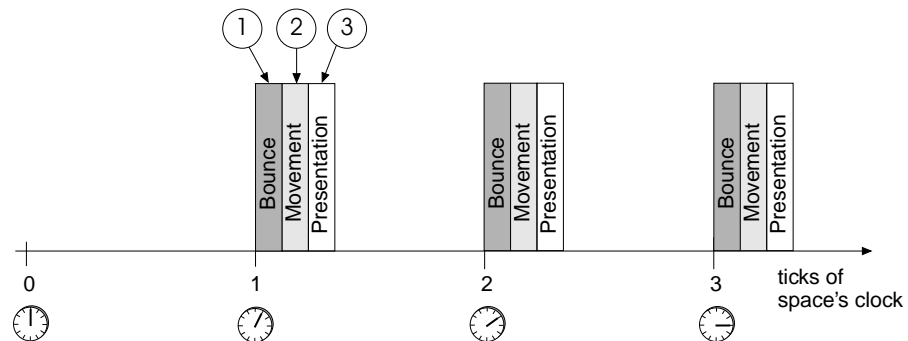 1 2 3
Bounce
Movement
Presentation
Bounce
Movement
Presentation
Bounce
Movement
Presentation
0 1 2 3 ticks of
space's clock